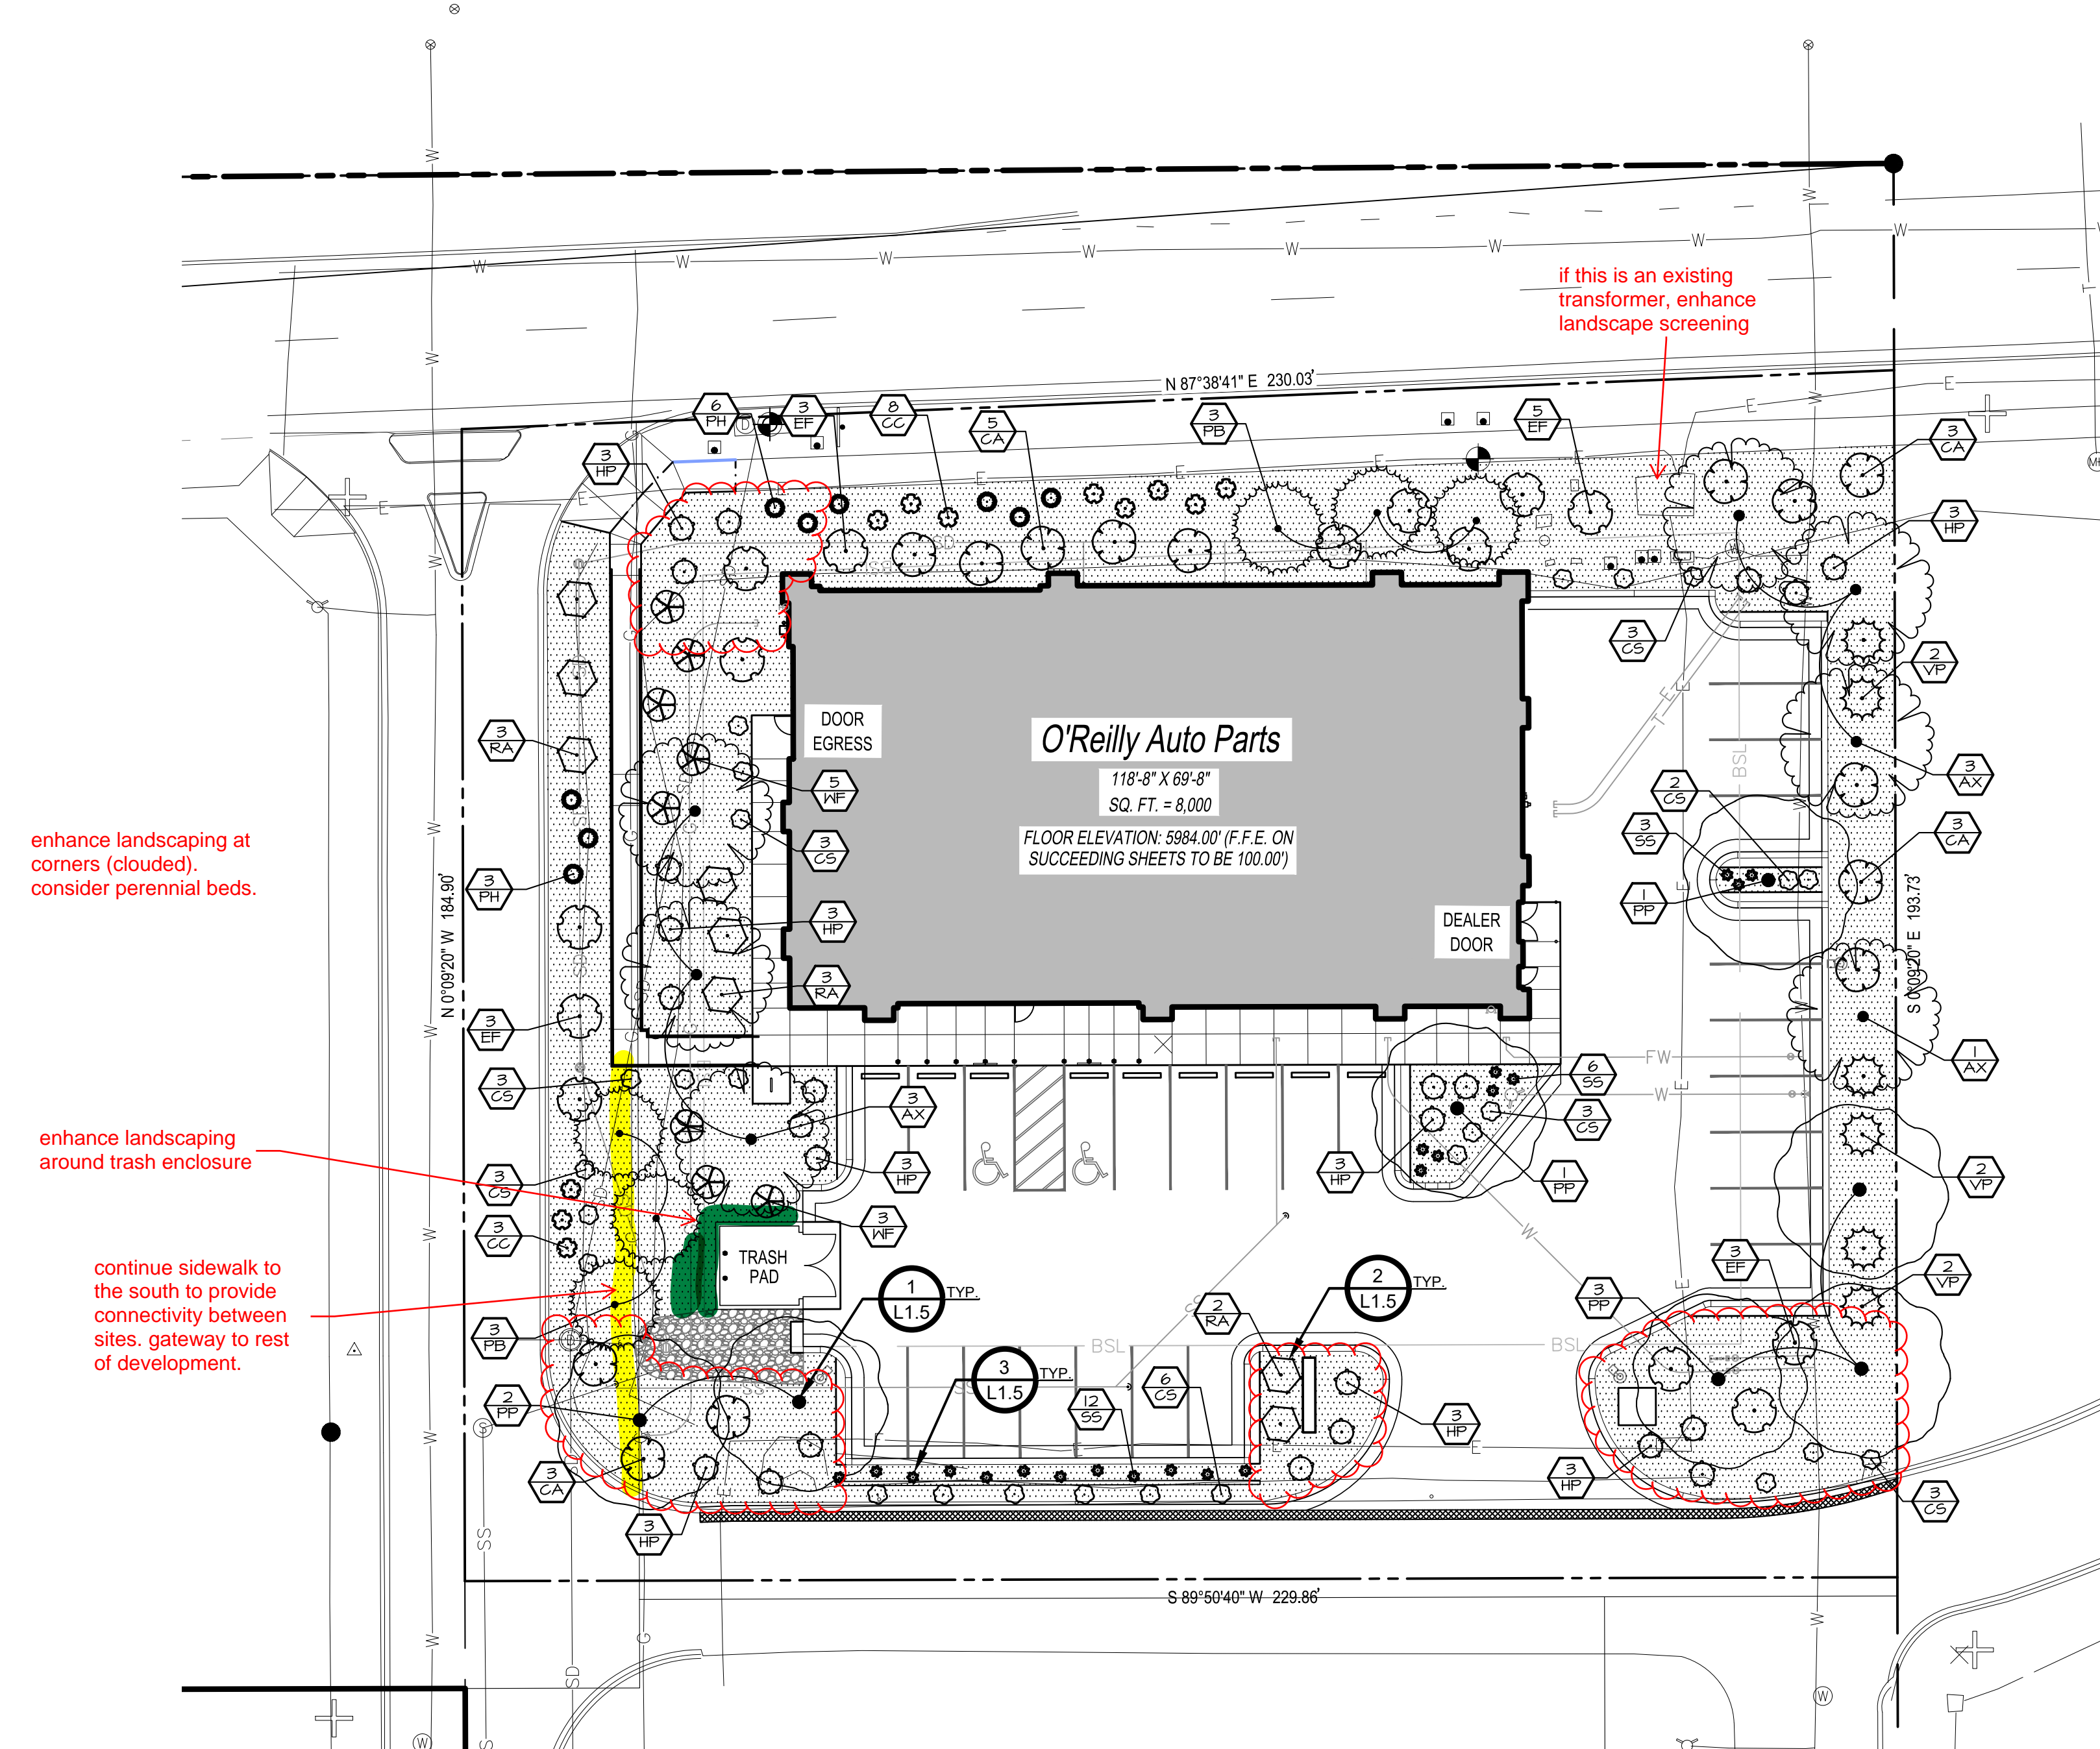 if this is an existing
transformer, enhance
landscape screening
N 87°38'41" E 230.03'
6
PH
3
EF
8
CC
5
CA
3
PB
5
EF
3
CA
3
HP
3
HP
3
CS
2
VP
DOOR
EGRESS
O'Reilly Auto Parts
118'-8" X 69'-8"
SQ. FT. = 8,000
FLOOR ELEVATION: 5984.00' (F.F.E. ON
SUCCEEDING SHEETS TO BE 100.00')
3
RA
5
WF
3
AX
2
CS
3
SS
3
CA
enhance landscaping at
corners (clouded).
consider perennial beds.
3
PH
N 0°09'20" W 184.90'
3
CS
1
PP
3
HP
DEALER
DOOR
S 0°09'20" E 193.73'
3
RA
3
EF
1
AX
3
CS
3
AX
6
SS
3
CS
FW
W
enhance landscaping
around trash enclosure
3
CS
3
HP
3
HP
1
PP
2
VP
3
CC
3
WF
TRASH
PAD
continue sidewalk to
the south to provide
connectivity between
sites. gateway to rest
of development.
1
L1.5
TYP.
2
L1.5
TYP.
3
EF
2
VP
3
PP
3
PB
2
RA
BSL
BSL
BSL
3
L1.5
TYP.
2
PP
12
SS
6
CS
3
HP
3
CA
3
HP
3
CS
3
HP
S 89°50'40" W 229.86'
SS
SD
G
W